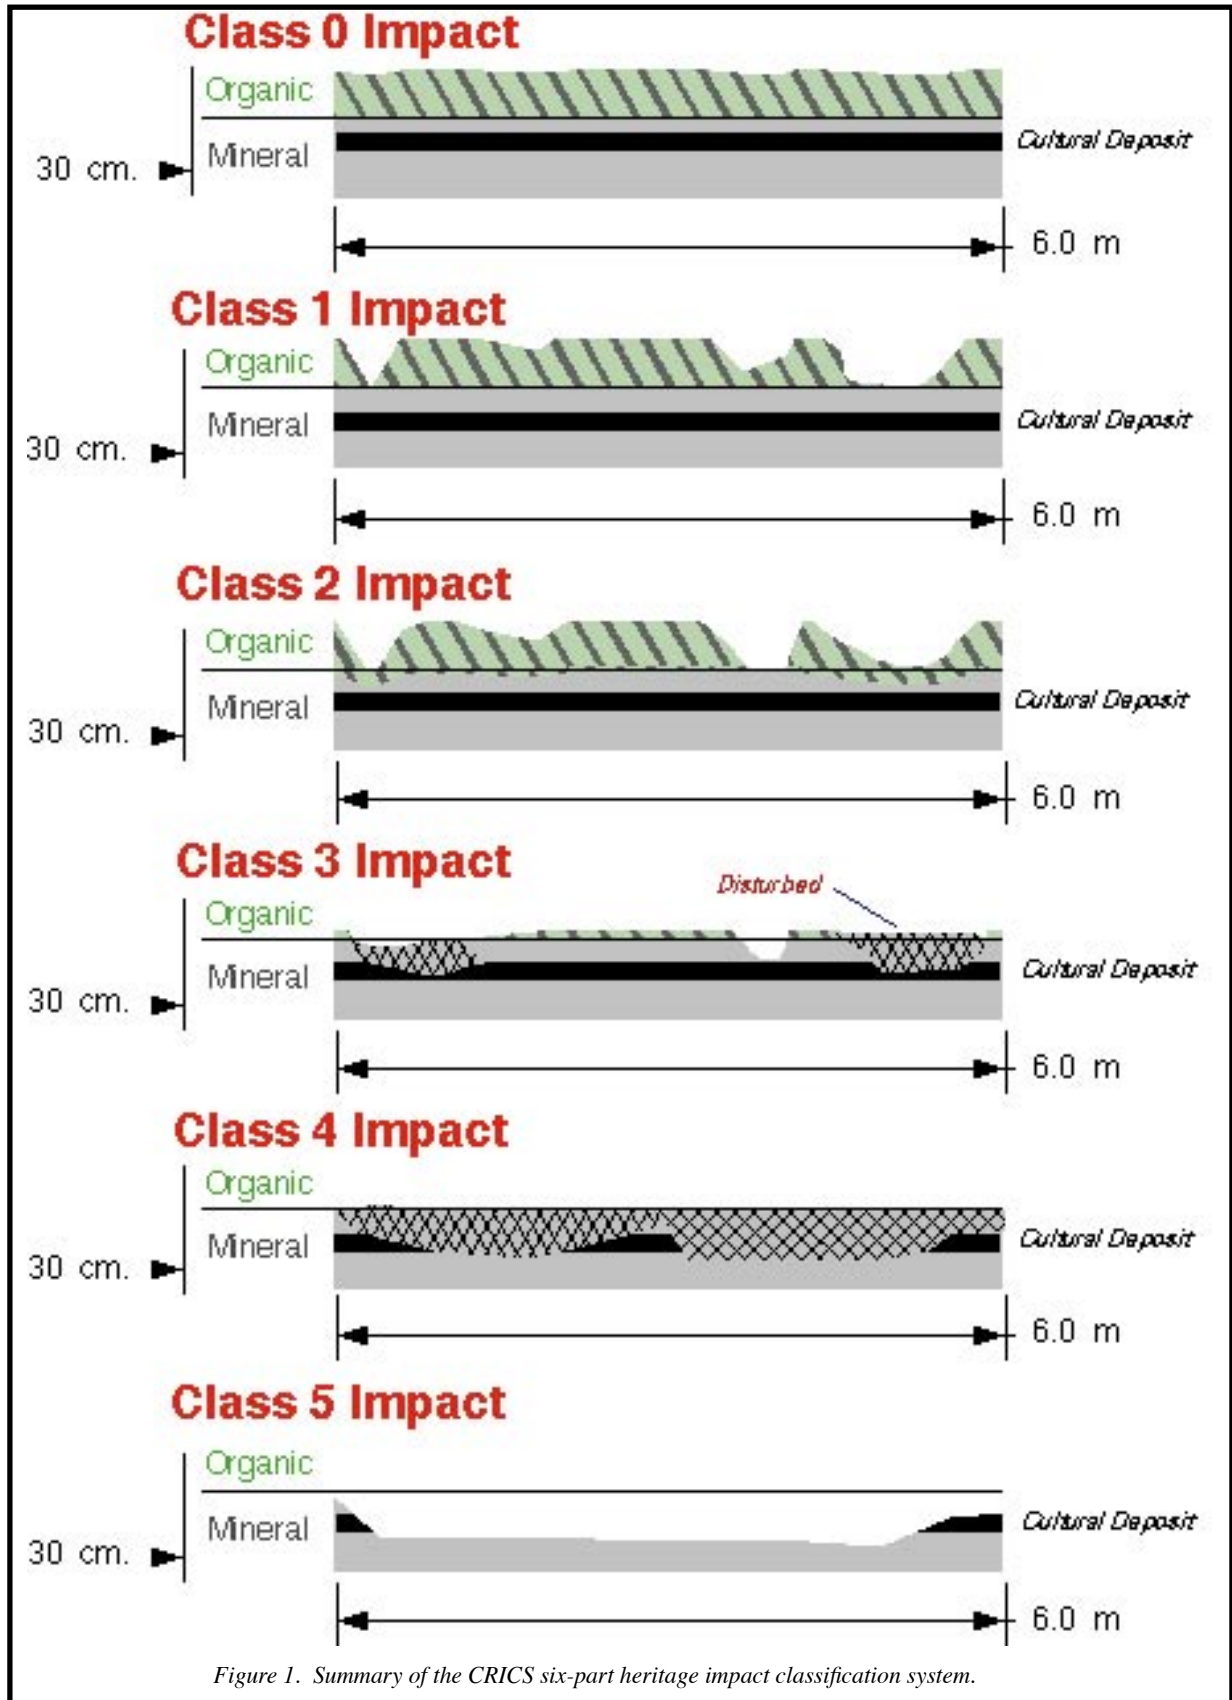 Class 0 Impact
Organic
Mineral
Cultural Deposit
30 cm.
6.0 m
Class 1 Impact
Organic
Mineral
Cultural Deposit
30 cm.
6.0 m
Class 2 Impact
Organic
Mineral
Cultural Deposit
30 cm.
6.0 m
Class 3 Impact
Disturbed
Organic
Mineral
Cultural Deposit
30 cm.
6.0 m
Class 4 Impact
Organic
Mineral
Cultural Deposit
30 cm.
6.0 m
Class 5 Impact
Organic
Mineral
Cultural Deposit
30 cm.
6.0 m
Figure 1. Summary of the CRICS six-part heritage impact classification system.